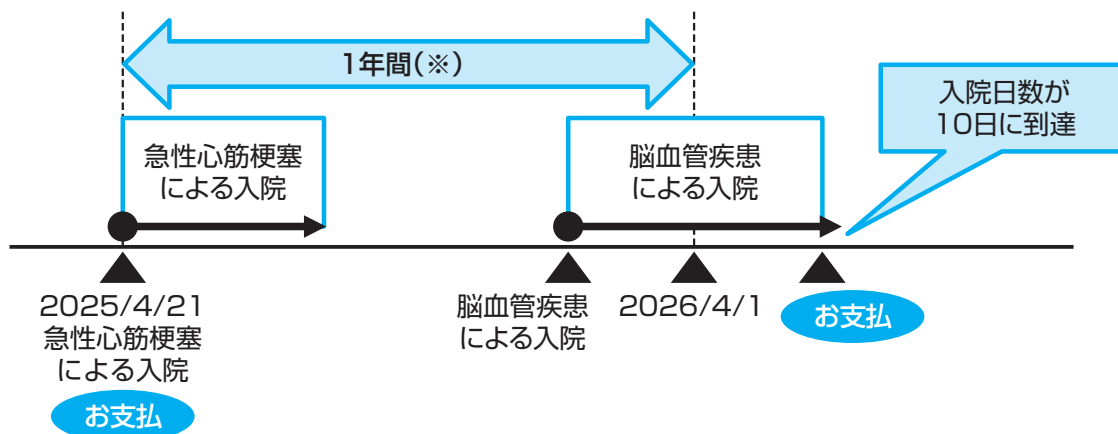 1年間(※)
入院日数が
10日に到達
急性心筋梗塞
による入院
脳血管疾患
による入院
2025/4/21
急性心筋梗塞
による入院
お支払
脳血管疾患
による入院
2026/4/1
お支払